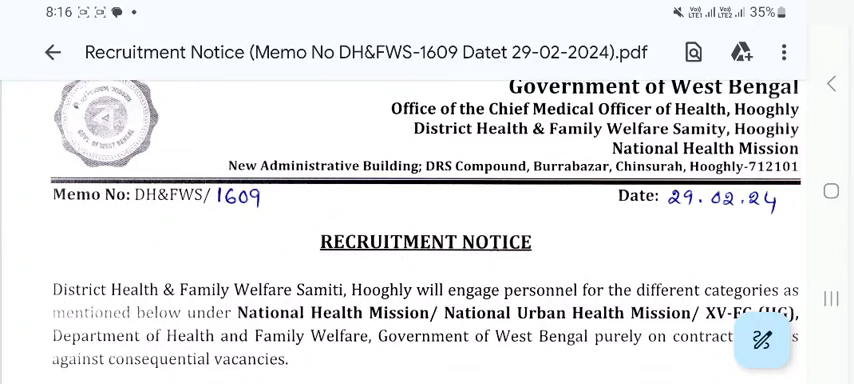 8:16
35%
Recruitment Notice (Memo No DH&FWS-1609 Datet 29-02-2024).pdf
Government of West Bengal
Office of the Chief Medical Officer of Health, Hooghly
District Health & Family Welfare Samity, Hooghly
National Health Mission
New Administrative Building; DRS Compound, Burrabazar, Chinsurah, Hooghly-712101
Memo No: DH&FWS/ 1609 Date: 29.02.24
RECRUITMENT NOTICE
District Health & Family Welfare Samiti, Hooghly will engage personnel for the different categories as
mentioned below under National Health Mission/ National Urban Health Mission/ XV-FC (UG),
Department of Health and Family Welfare, Government of West Bengal purely on contract
against consequential vacancies.